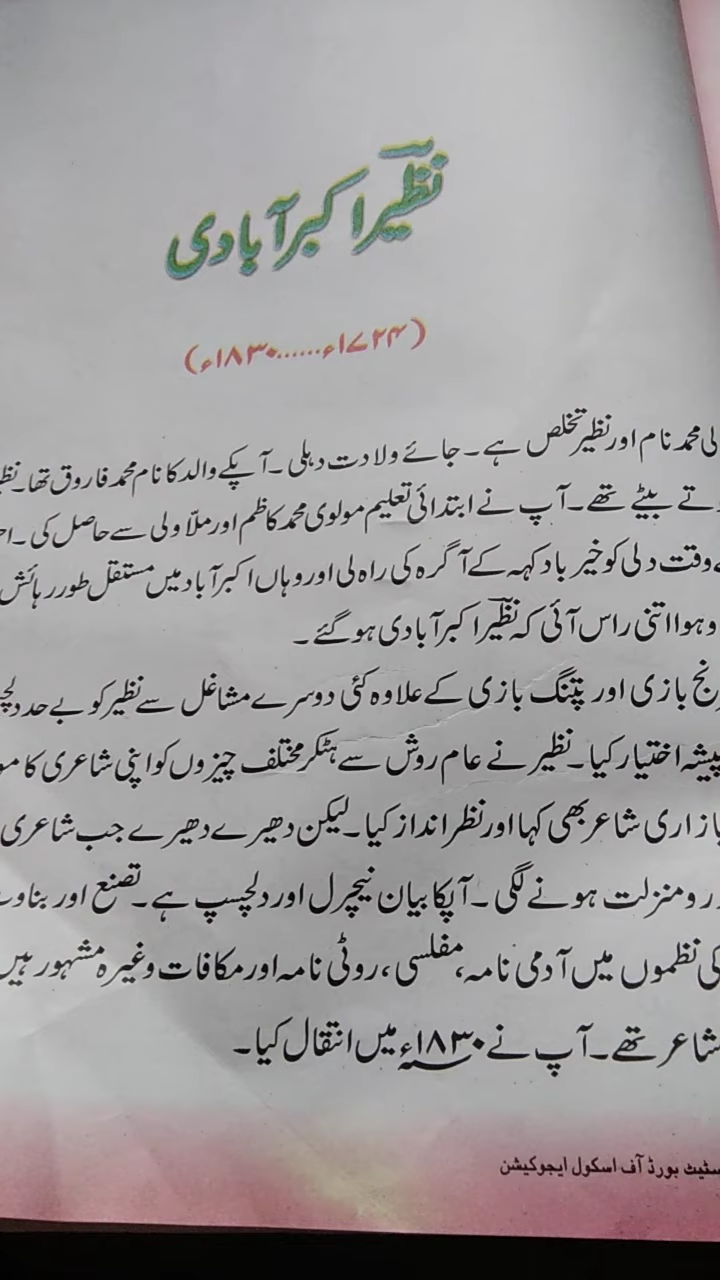 نظیرؔ اکبر آبادی
(۱۷۲۴ء......۱۸۳۰ء)
محمد نام اور نظیر تخلص ہے۔ جائے ولادت دہلی۔ آپکے والد کا نام محمد فاروق تھا۔
بیٹے تھے۔ آپ نے ابتدائی تعلیم مولوی محمد کاظم اور ملا ولی سے حاصل کی۔
وقت دلی کو خیر باد کہہ کے آگرہ کی راہ لی اور وہاں اکبر آباد میں مستقل طور رہائش
وہوا اتنی راس آئی کہ نظیرؔ اکبر آبادی ہو گئے۔
بازی اور پتنگ بازی کے علاوہ کئی دوسرے مشاغل سے نظیر کو بے حد
پیشہ اختیار کیا۔ نظیر نے عام روش سے ہٹکر مختلف چیزوں کو اپنی شاعری کا
بازاری شاعر بھی کہا اور نظر انداز کیا۔ لیکن دھیرے دھیرے جب شاعری
ومنزلت ہونے لگی۔ آپکا بیان نیچرل اور دلچسپ ہے۔ تصنع اور
کی نظموں میں آدمی نامہ، مفلسی، روٹی نامہ اور مکافات وغیرہ مشہور ہیں
شاعر تھے۔ آپ نے ۱۸۳۰ء میں انتقال کیا۔
سٹیٹ بورڈ آف اسکول ایجوکیشن